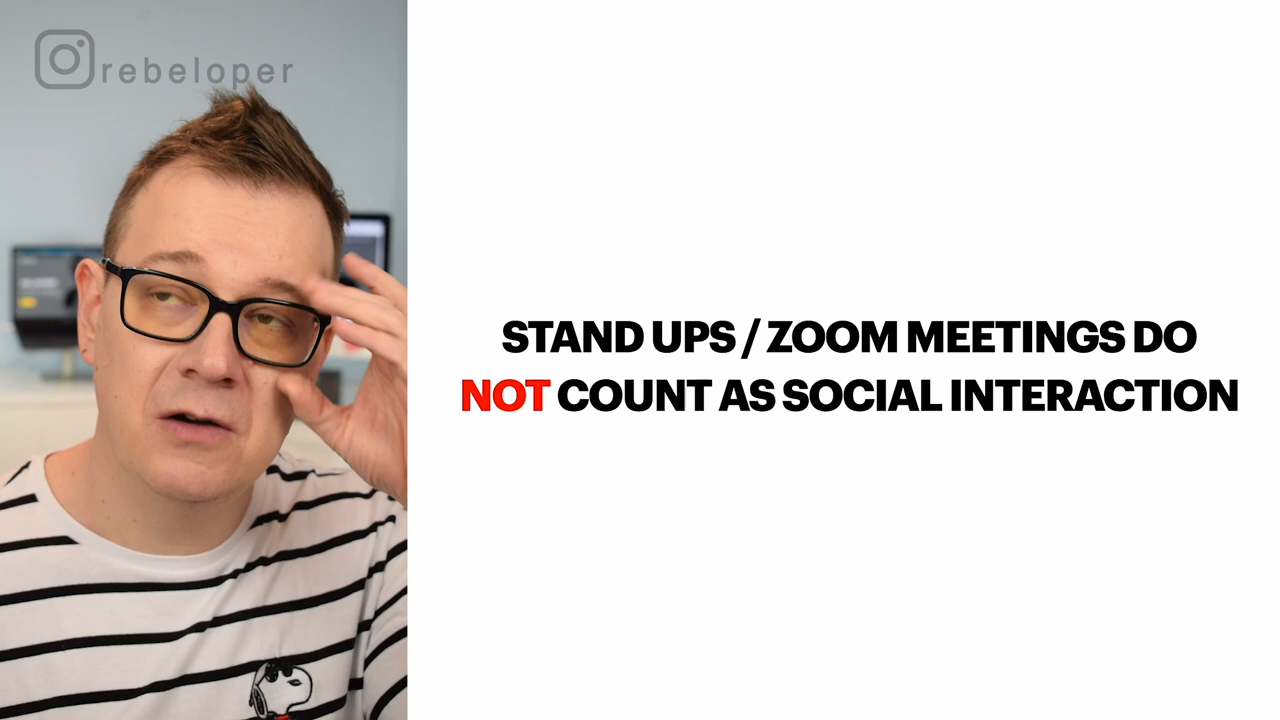 rebeloper
STAND UPS / ZOOM MEETINGS DO
NOT COUNT AS SOCIAL INTERACTION